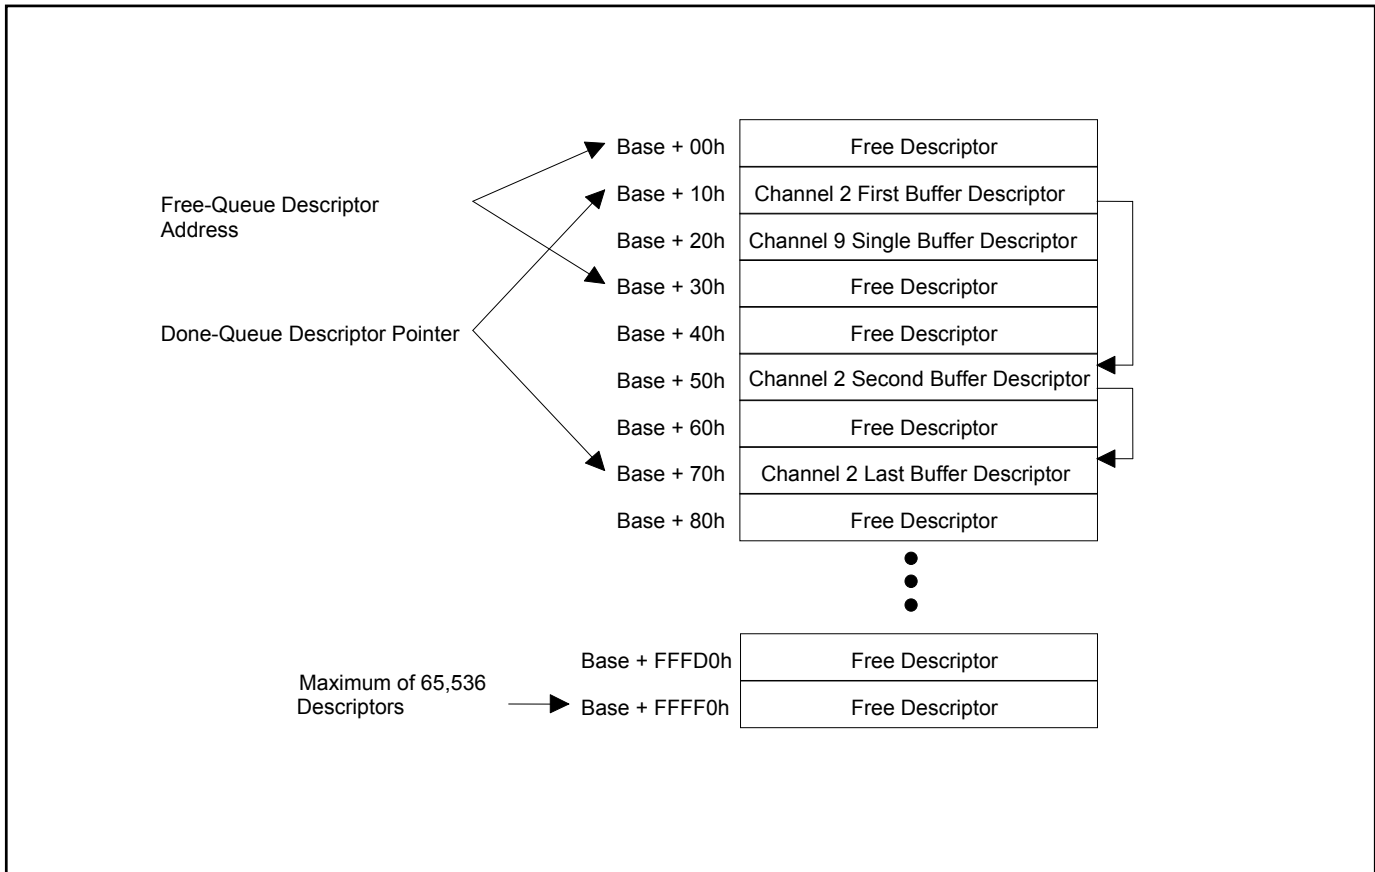 Base + 00h Free Descriptor
Base + 10h Channel 2 First Buffer Descriptor
Free-Queue Descriptor
Address
Base + 20h Channel 9 Single Buffer Descriptor
Base + 30h Free Descriptor
Done-Queue Descriptor Pointer
Base + 40h Free Descriptor
Base + 50h Channel 2 Second Buffer Descriptor
Base + 60h Free Descriptor
Base + 70h Channel 2 Last Buffer Descriptor
Base + 80h Free Descriptor
Base + FFFD0h Free Descriptor
Maximum of 65,536
Descriptors
Base + FFFF0h Free Descriptor